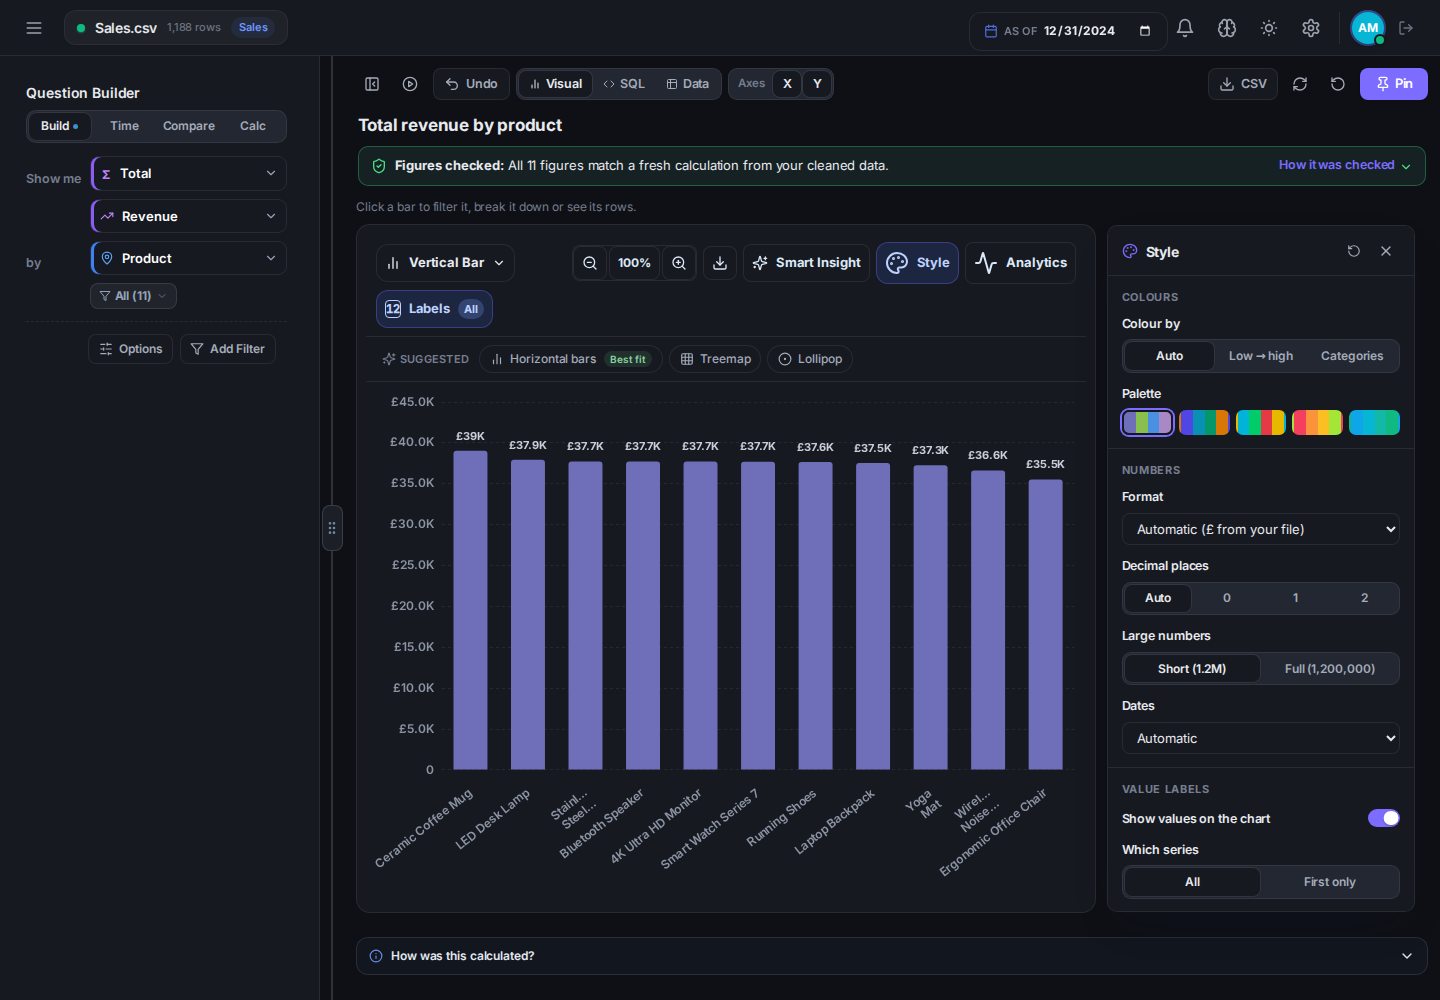 Sales.csv 1,188 rows Sales
AS OF 12/31/2024
AM
Question Builder
Build Time Compare Calc
Show me Total
Revenue
by Product
All (11)
Options Add Filter
Undo Visual SQL Data Axes X Y CSV Pin
Total revenue by product
Figures checked: All 11 figures match a fresh calculation from your cleaned data. How it was checked
Click a bar to filter it, break it down or see its rows.
Vertical Bar 100% Smart Insight Style Analytics
12 Labels All
SUGGESTED Horizontal bars Best fit Treemap Lollipop
£45.0K
£40.0K
£35.0K
£30.0K
£25.0K
£20.0K
£15.0K
£10.0K
£5.0K
0
£39K £37.9K £37.7K £37.7K £37.7K £37.7K £37.6K £37.5K £37.3K £36.6K £35.5K
Ceramic Coffee Mug
LED Desk Lamp
Stainl...
Steel...
Bluetooth Speaker
4K Ultra HD Monitor
Smart Watch Series 7
Running Shoes
Laptop Backpack
Yoga
Mat
Wirel...
Noise...
Ergonomic Office Chair
Style
COLOURS
Colour by
Auto Low → high Categories
Palette
NUMBERS
Format
Automatic (£ from your file)
Decimal places
Auto 0 1 2
Large numbers
Short (1.2M) Full (1,200,000)
Dates
Automatic
VALUE LABELS
Show values on the chart
Which series
All First only
How was this calculated?